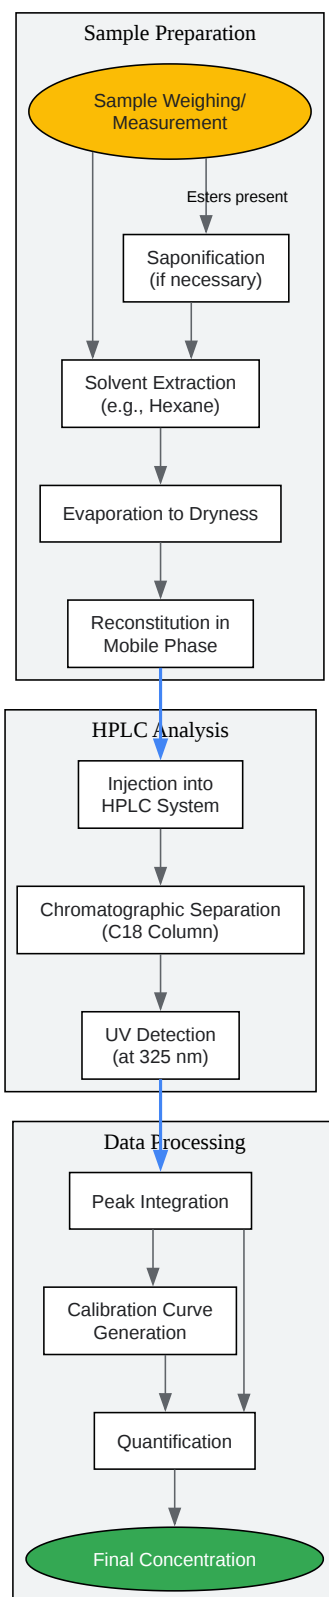 Sample Preparation
Sample Weighing/
Measurement
Esters present
Saponification
(if necessary)
Solvent Extraction
(e.g., Hexane)
Evaporation to Dryness
Reconstitution in
Mobile Phase
HPLC Analysis
Injection into
HPLC System
Chromatographic Separation
(C18 Column)
UV Detection
(at 325 nm)
Data Processing
Peak Integration
Calibration Curve
Generation
Quantification
Final Concentration